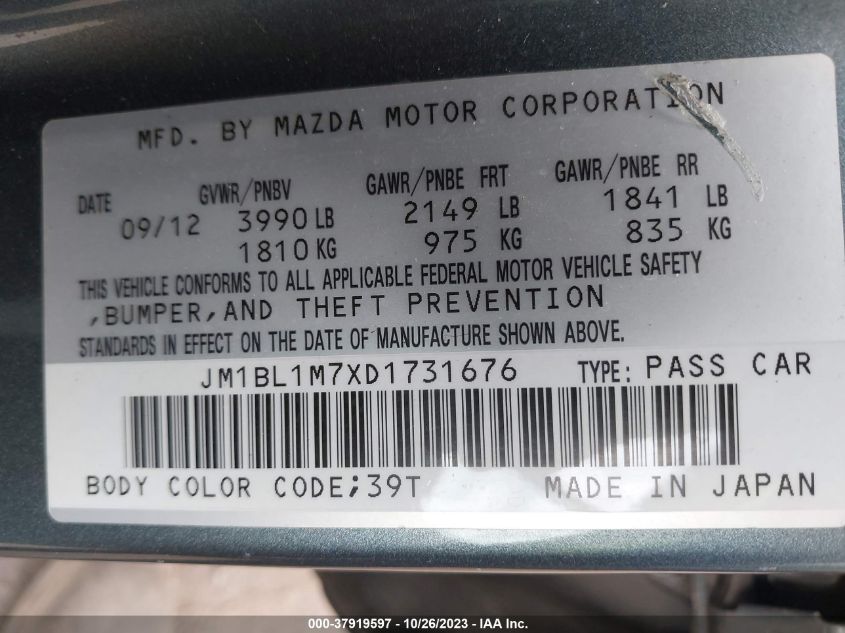 MFD. BY MAZDA MOTOR CORPORATION
DATE GVWR/PNBV GAWR/PNBE FRT GAWR/PNBE RR
09/12 3990 LB 2149 LB 1841 LB
1810 KG 975 KG 835 KG
THIS VEHICLE CONFORMS TO ALL APPLICABLE FEDERAL MOTOR VEHICLE SAFETY
,BUMPER,AND THEFT PREVENTION
STANDARDS IN EFFECT ON THE DATE OF MANUFACTURE SHOWN ABOVE.
JM1BL1M7XD1731676 TYPE: PASS CAR
BODY COLOR CODE;39T MADE IN JAPAN
000-37919597 - 10/26/2023 - IAA Inc.